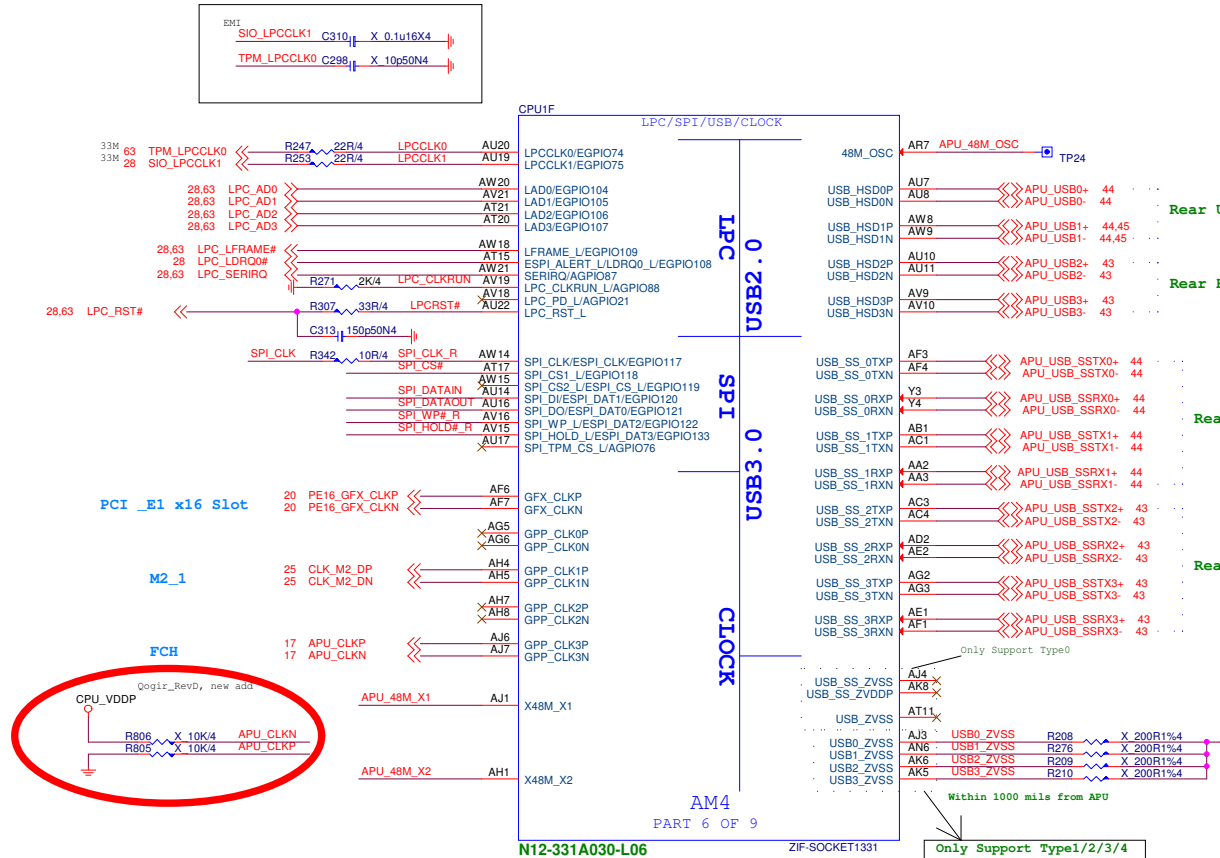 EMI
SIO_LPCCLK1 C310 X_0.1u16X4
TPM_LPCCLK0 C298 X_10p50N4
CPU1F
LPC/SPI/USB/CLOCK
33M 63 TPM_LPCCLK0 R247 22R/4 LPCCLK0 AU20 LPCCLK0/EGPIO74
33M 28 SIO_LPCCLK1 R253 22R/4 LPCCLK1 AU19 LPCCLK1/EGPIO75
28,63 LPC_AD0 AW20 LAD0/EGPIO104
28,63 LPC_AD1 AV21 LAD1/EGPIO105
28,63 LPC_AD2 AT21 LAD2/EGPIO106
28,63 LPC_AD3 AT20 LAD3/EGPIO107
28,63 LPC_LFRAME# AW18 LFRAME_L/EGPIO109
28 LPC_LDRQ0# AT15 ESPI_ALERT_L/LDRQ0_L/EGPIO108
28,63 LPC_SERIRQ AW21 SERIRQ/AGPIO87
R271 2K/4 LPC_CLKRUN AV19 LPC_CLKRUN_L/AGPIO88
AV18 LPC_PD_L/AGPIO21
28,63 LPC_RST# R307 33R/4 LPCRST# AU22 LPC_RST_L
C313 150p50N4
SPI_CLK R342 10R/4 SPI_CLK_R AW14 SPI_CLK/ESPI_CLK/EGPIO117
SPI_CS# AT17 SPI_CS1_L/EGPIO118
AW15 SPI_CS2_L/ESPI_CS_L/EGPIO119
SPI_DATAIN AU14 SPI_DI/ESPI_DAT1/EGPIO120
SPI_DATAOUT AU16 SPI_DO/ESPI_DAT0/EGPIO121
SPI_WP#_R AV16 SPI_WP_L/ESPI_DAT2/EGPIO122
SPI_HOLD#_R AV15 SPI_HOLD_L/ESPI_DAT3/EGPIO133
AU17 SPI_TPM_CS_L/AGPIO76
PCI _E1 x16 Slot
20 PE16_GFX_CLKP AF6 GFX_CLKP
20 PE16_GFX_CLKN AF7 GFX_CLKN
AG5 GPP_CLK0P
AG6 GPP_CLK0N
M2_1
25 CLK_M2_DP AH4 GPP_CLK1P
25 CLK_M2_DN AH5 GPP_CLK1N
AH7 GPP_CLK2P
AH8 GPP_CLK2N
FCH
17 APU_CLKP AJ6 GPP_CLK3P
17 APU_CLKN AJ7 GPP_CLK3N
Qogir_RevD, new add
CPU_VDDP
R806 X_10K/4 APU_CLKN
R805 X_10K/4 APU_CLKP
APU_48M_X1 AJ1 X48M_X1
APU_48M_X2 AH1 X48M_X2
LPC
SPI
USB2.0
USB3.0
CLOCK
48M_OSC AR7 APU_48M_OSC TP24
USB_HSD0P AU7 APU_USB0+ 44
USB_HSD0N AU8 APU_USB0- 44
Rear U
USB_HSD1P AW8 APU_USB1+ 44,45
USB_HSD1N AW9 APU_USB1- 44,45
USB_HSD2P AU10 APU_USB2+ 43
USB_HSD2N AU11 APU_USB2- 43
Rear
USB_HSD3P AV9 APU_USB3+ 43
USB_HSD3N AV10 APU_USB3- 43
USB_SS_0TXP AF3 APU_USB_SSTX0+ 44
USB_SS_0TXN AF4 APU_USB_SSTX0- 44
USB_SS_0RXP Y3 APU_USB_SSRX0+ 44
USB_SS_0RXN Y4 APU_USB_SSRX0- 44
Rea
USB_SS_1TXP AB1 APU_USB_SSTX1+ 44
USB_SS_1TXN AC1 APU_USB_SSTX1- 44
USB_SS_1RXP AA2 APU_USB_SSRX1+ 44
USB_SS_1RXN AA3 APU_USB_SSRX1- 44
USB_SS_2TXP AC3 APU_USB_SSTX2+ 43
USB_SS_2TXN AC4 APU_USB_SSTX2- 43
USB_SS_2RXP AD2 APU_USB_SSRX2+ 43
USB_SS_2RXN AE2 APU_USB_SSRX2- 43
Rea
USB_SS_3TXP AG2 APU_USB_SSTX3+ 43
USB_SS_3TXN AG3 APU_USB_SSTX3- 43
USB_SS_3RXP AE1 APU_USB_SSRX3+ 43
USB_SS_3RXN AF1 APU_USB_SSRX3- 43
Only Support Type0
USB_SS_ZVSS AJ4
USB_SS_ZVDDP AK8
USB_ZVSS AT11
USB0_ZVSS AJ3 USB0_ZVSS R208 X_200R1%4
USB1_ZVSS AN6 USB1_ZVSS R276 X_200R1%4
USB2_ZVSS AK6 USB2_ZVSS R209 X_200R1%4
USB3_ZVSS AK5 USB3_ZVSS R210 X_200R1%4
Within 1000 mils from APU
AM4
PART 6 OF 9
N12-331A030-L06
ZIF-SOCKET1331
Only Support Type1/2/3/4